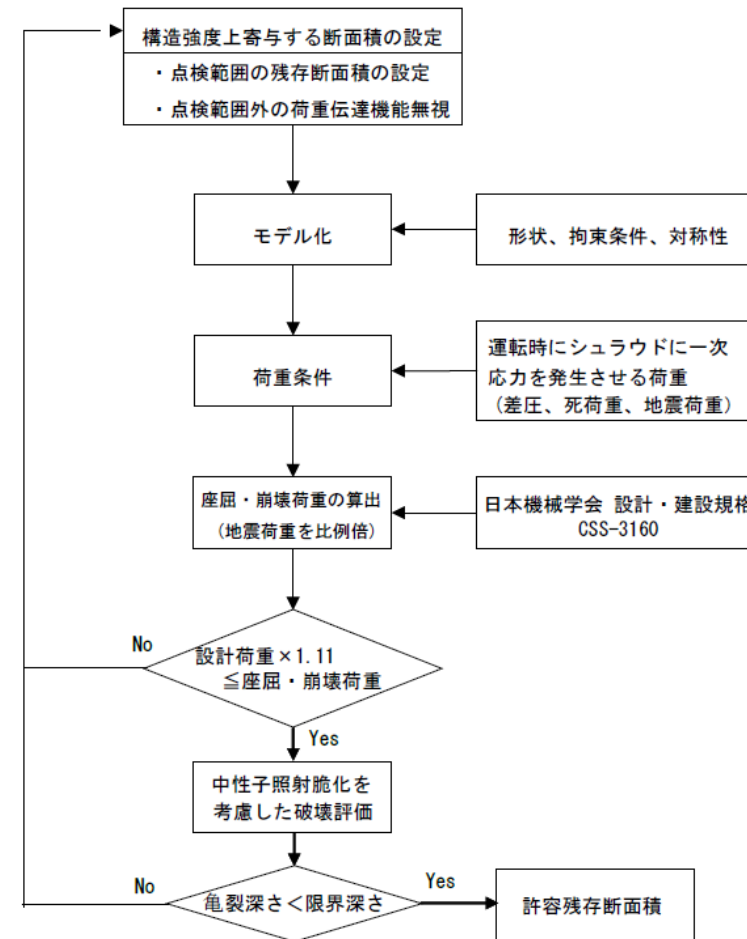 構造強度上寄与する断面積の設定
・点検範囲の残存断面積の設定
・点検範囲外の荷重伝達機能無視
モデル化
形状、拘束条件、対称性
荷重条件
運転時にシュラウドに一次
応力を発生させる荷重
(差圧、死荷重、地震荷重)
座屈・崩壊荷重の算出
(地震荷重を比例倍)
日本機械学会 設計・建設規格
CSS-3160
No
設計荷重×1.11
≦座屈・崩壊荷重
Yes
中性子照射脆化を
考慮した破壊評価
No
亀裂深さ<限界深さ
Yes
許容残存断面積